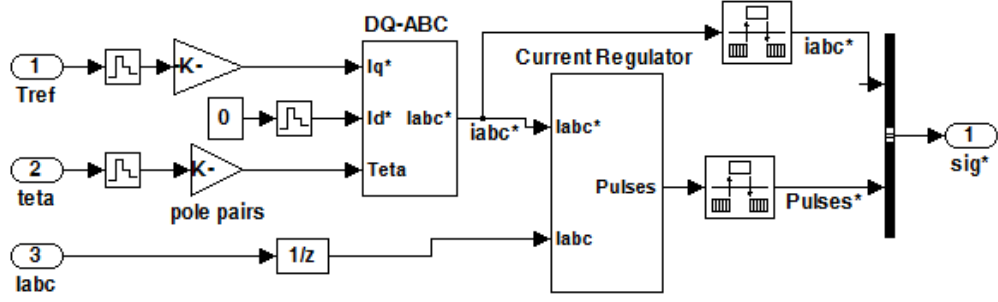 DQ-ABC
iabc*
Current Regulator
1
-K-
Iq*
Tref
0
Id*
Iabc*
iabc*
Iabc*
1
sig*
2
K-
Teta
teta
pole pairs
Pulses
Pulses*
3
1/z
Iabc
Iabc